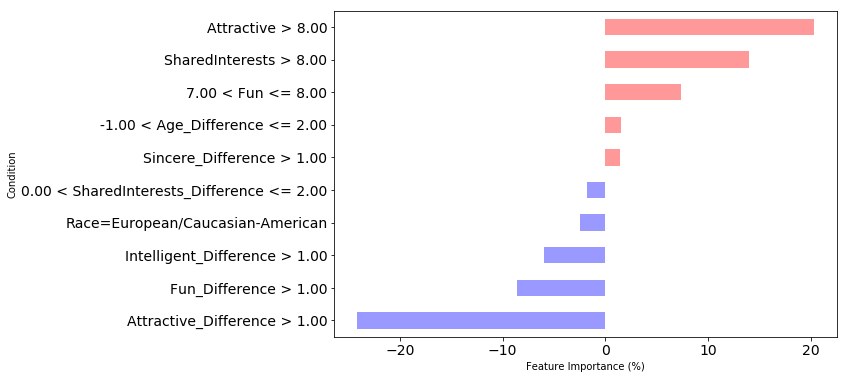 Attractive > 8.00
SharedInterests > 8.00
7.00 < Fun <= 8.00
-1.00 < Age_Difference <= 2.00
Sincere_Difference > 1.00
0.00 < SharedInterests_Difference <= 2.00
Race=European/Caucasian-American
Intelligent_Difference > 1.00
Fun_Difference > 1.00
Attractive_Difference > 1.00
Condition
−20 −10 0 10 20
Feature Importance (%)